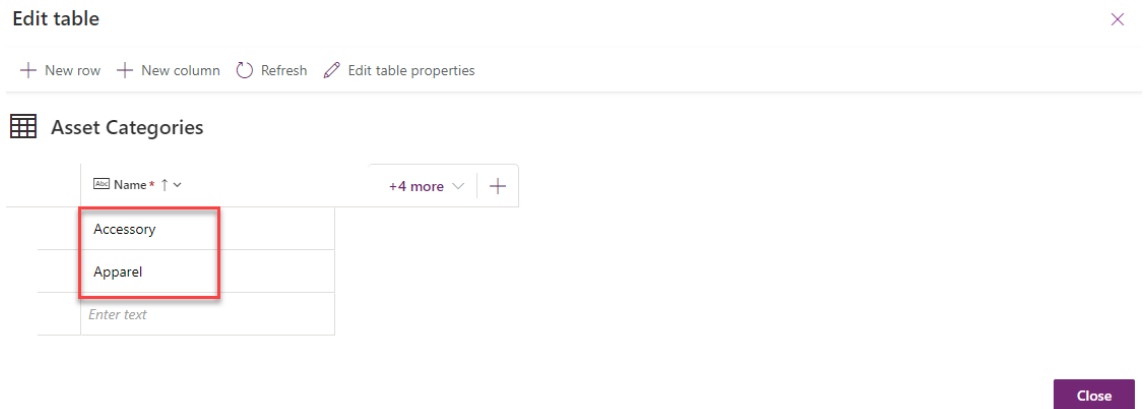 Edit table
New row New column Refresh Edit table properties
Asset Categories
Abc Name * +4 more
Accessory
Apparel
Enter text
Close